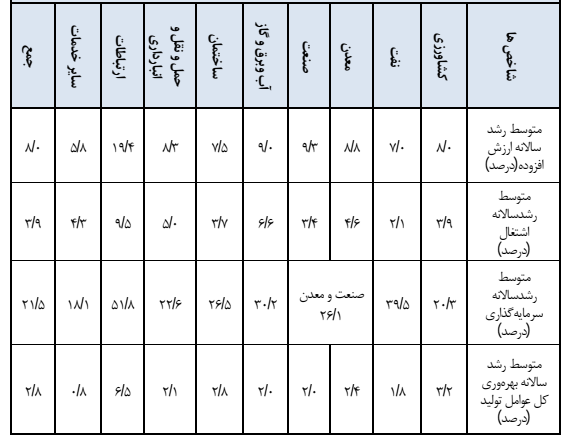 شاخص ها	کشاورزی	نفت	معدن	صنعت	آب وبرق و گاز	ساختمان	حمل و نقل و انبارداری	ارتباطات	سایر خدمات	جمع
متوسط رشد سالانه ارزش افزوده(درصد)	۸/۰	۷/۰	۸/۸	۹/۳	۹/۰	۷/۵	۸/۳	۱۹/۴	۵/۸	۸/۰
متوسط رشدسالانه اشتغال (درصد)	۳/۹	۲/۱	۴/۶	۳/۴	۶/۶	۳/۷	۵/۰	۹/۵	۴/۳	۳/۹
متوسط رشدسالانه سرمایه‌گذاری (درصد)	۲۰/۳	۳۹/۵	صنعت و معدن ۲۶/۱	۳۰/۲	۲۶/۵	۲۲/۶	۵۱/۸	۱۸/۱	۲۱/۵
متوسط رشد سالانه بهره‌وری کل عوامل تولید (درصد)	۳/۲	۱/۸	۲/۴	۲/۰	۲/۰	۲/۸	۲/۱	۶/۵	۰/۸	۲/۸